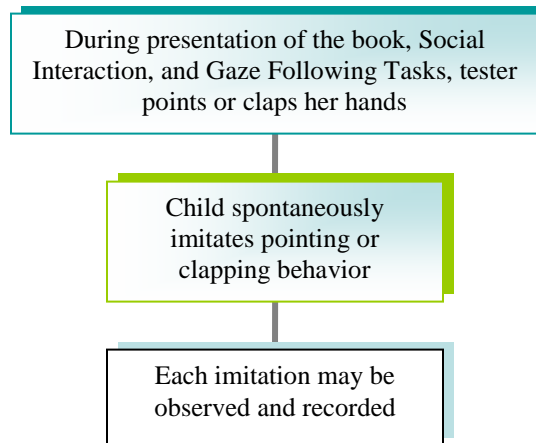 During presentation of the book, Social
Interaction, and Gaze Following Tasks, tester
points or claps her hands
Child spontaneously
imitates pointing or
clapping behavior
Each imitation may be
observed and recorded